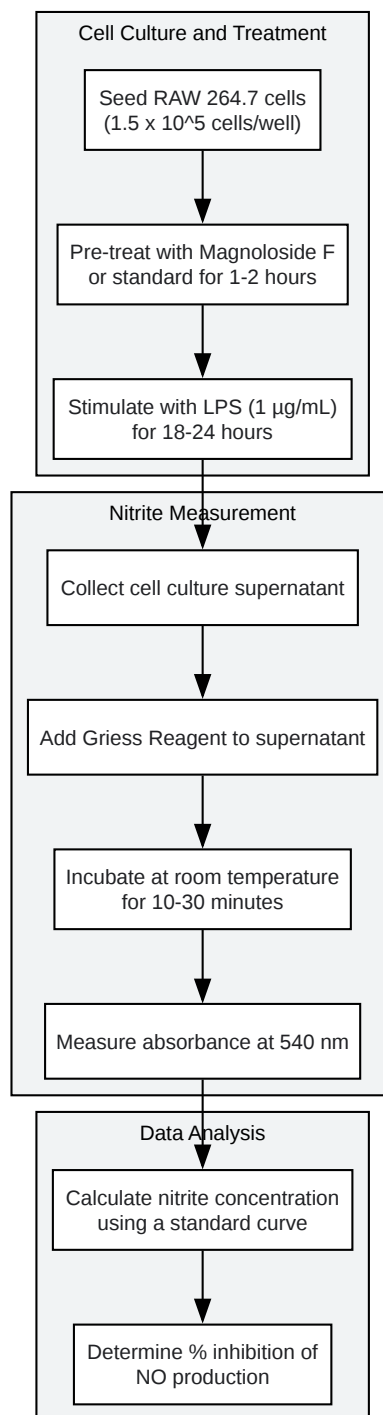 Cell Culture and Treatment
Seed RAW 264.7 cells
(1.5 x 10^5 cells/well)
Pre-treat with Magnoloside F
or standard for 1-2 hours
Stimulate with LPS (1 µg/mL)
for 18-24 hours
Nitrite Measurement
Collect cell culture supernatant
Add Griess Reagent to supernatant
Incubate at room temperature
for 10-30 minutes
Measure absorbance at 540 nm
Data Analysis
Calculate nitrite concentration
using a standard curve
Determine % inhibition of
NO production